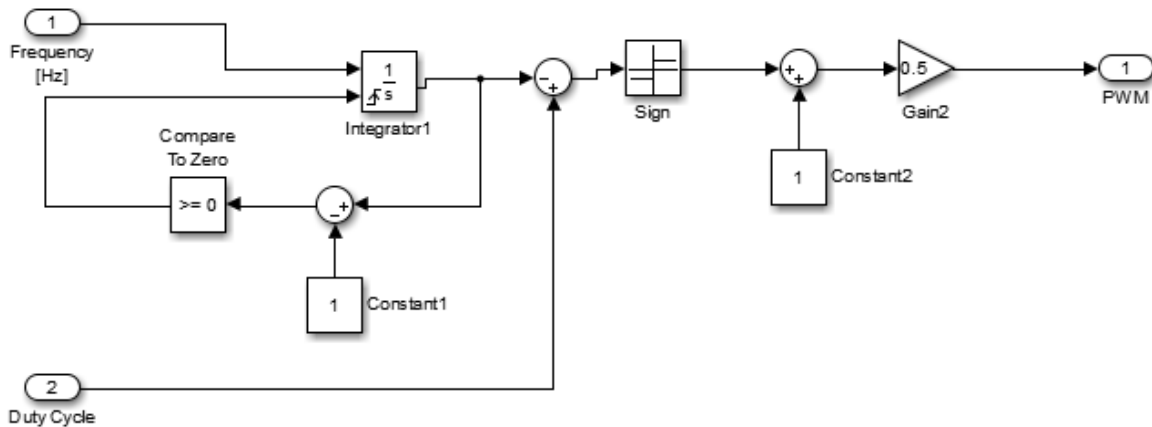 1
Frequency
[Hz]
1
s
Integrator1
Compare
To Zero
>= 0
1
Constant1
2
Duty Cycle
- +
- +
Sign
+ +
1
Constant2
0.5
Gain2
1
PWM